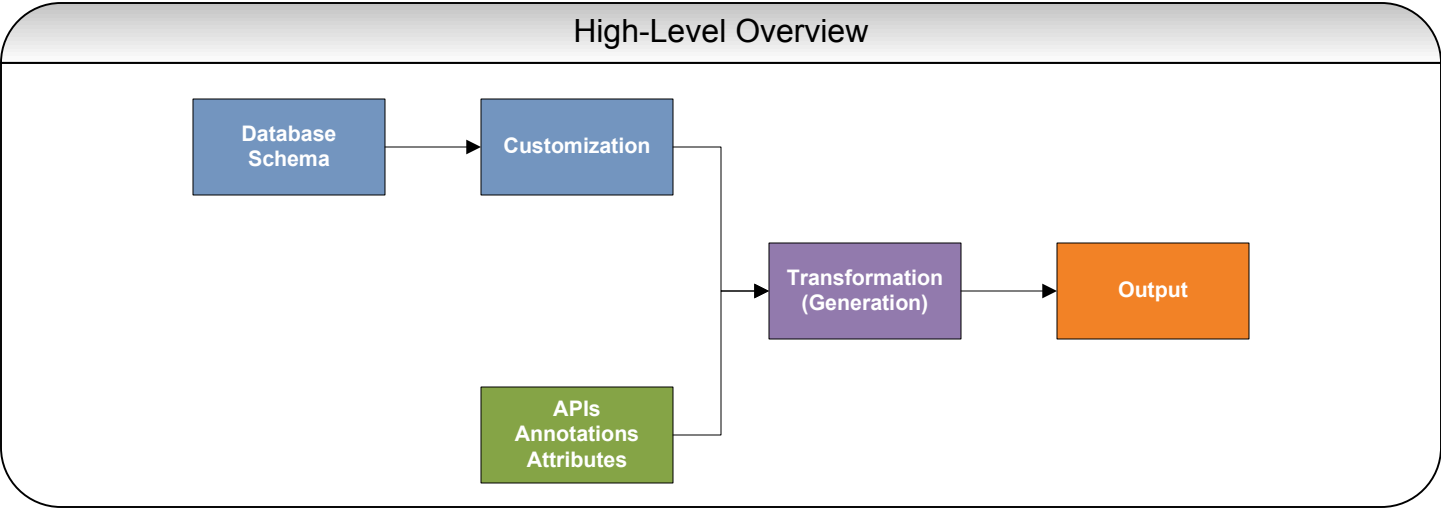 High-Level Overview
Database
Schema
Customization
Transformation
(Generation)
Output
APIs
Annotations
Attributes